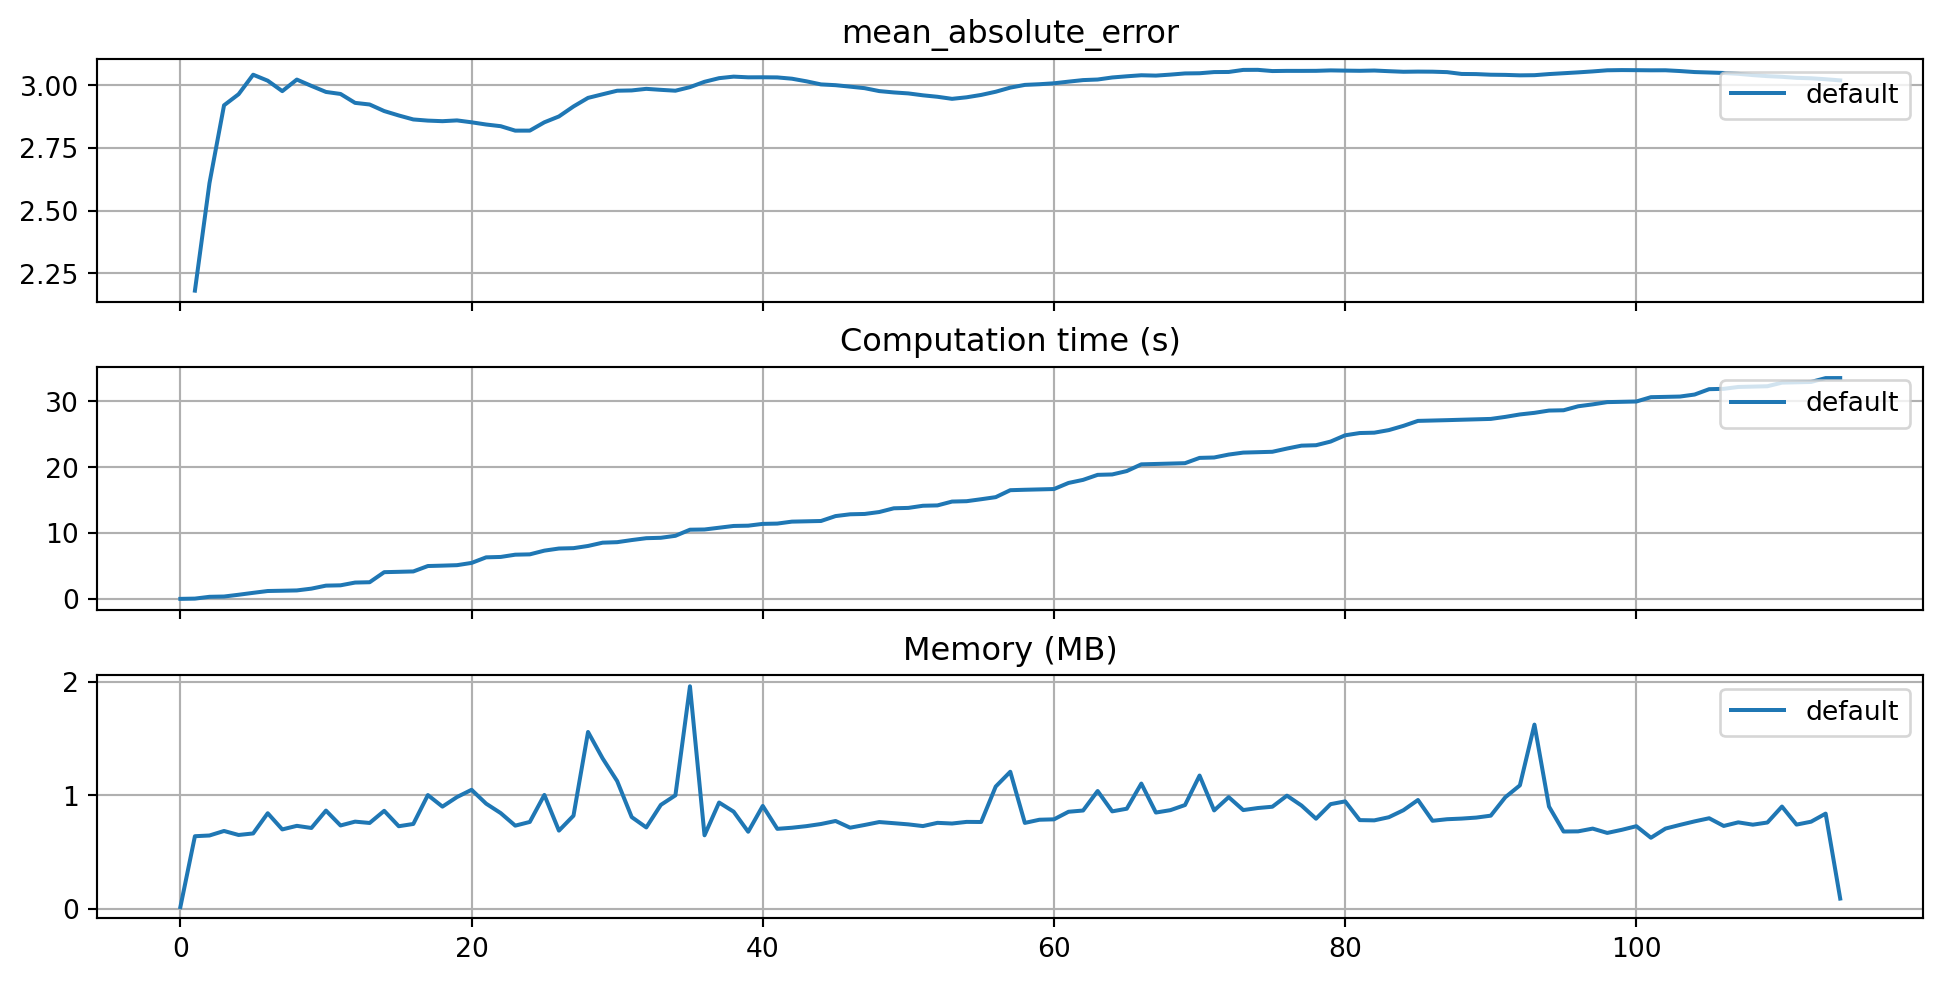 mean_absolute_error
3.00
2.75
2.50
2.25
default
Computation time (s)
30
20
10
0
default
Memory (MB)
2
1
0
default
0 20 40 60 80 100